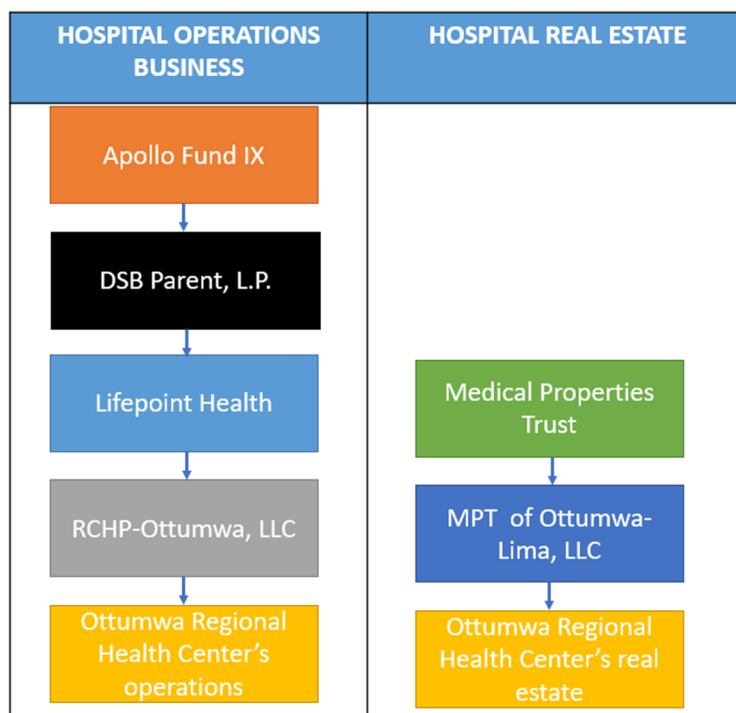 HOSPITAL OPERATIONS
BUSINESS
HOSPITAL REAL ESTATE
Apollo Fund IX
DSB Parent, L.P.
Lifepoint Health
RCHP-Ottumwa, LLC
Ottumwa Regional
Health Center’s
operations
Medical Properties
Trust
MPT of Ottumwa-
Lima, LLC
Ottumwa Regional
Health Center’s real
estate